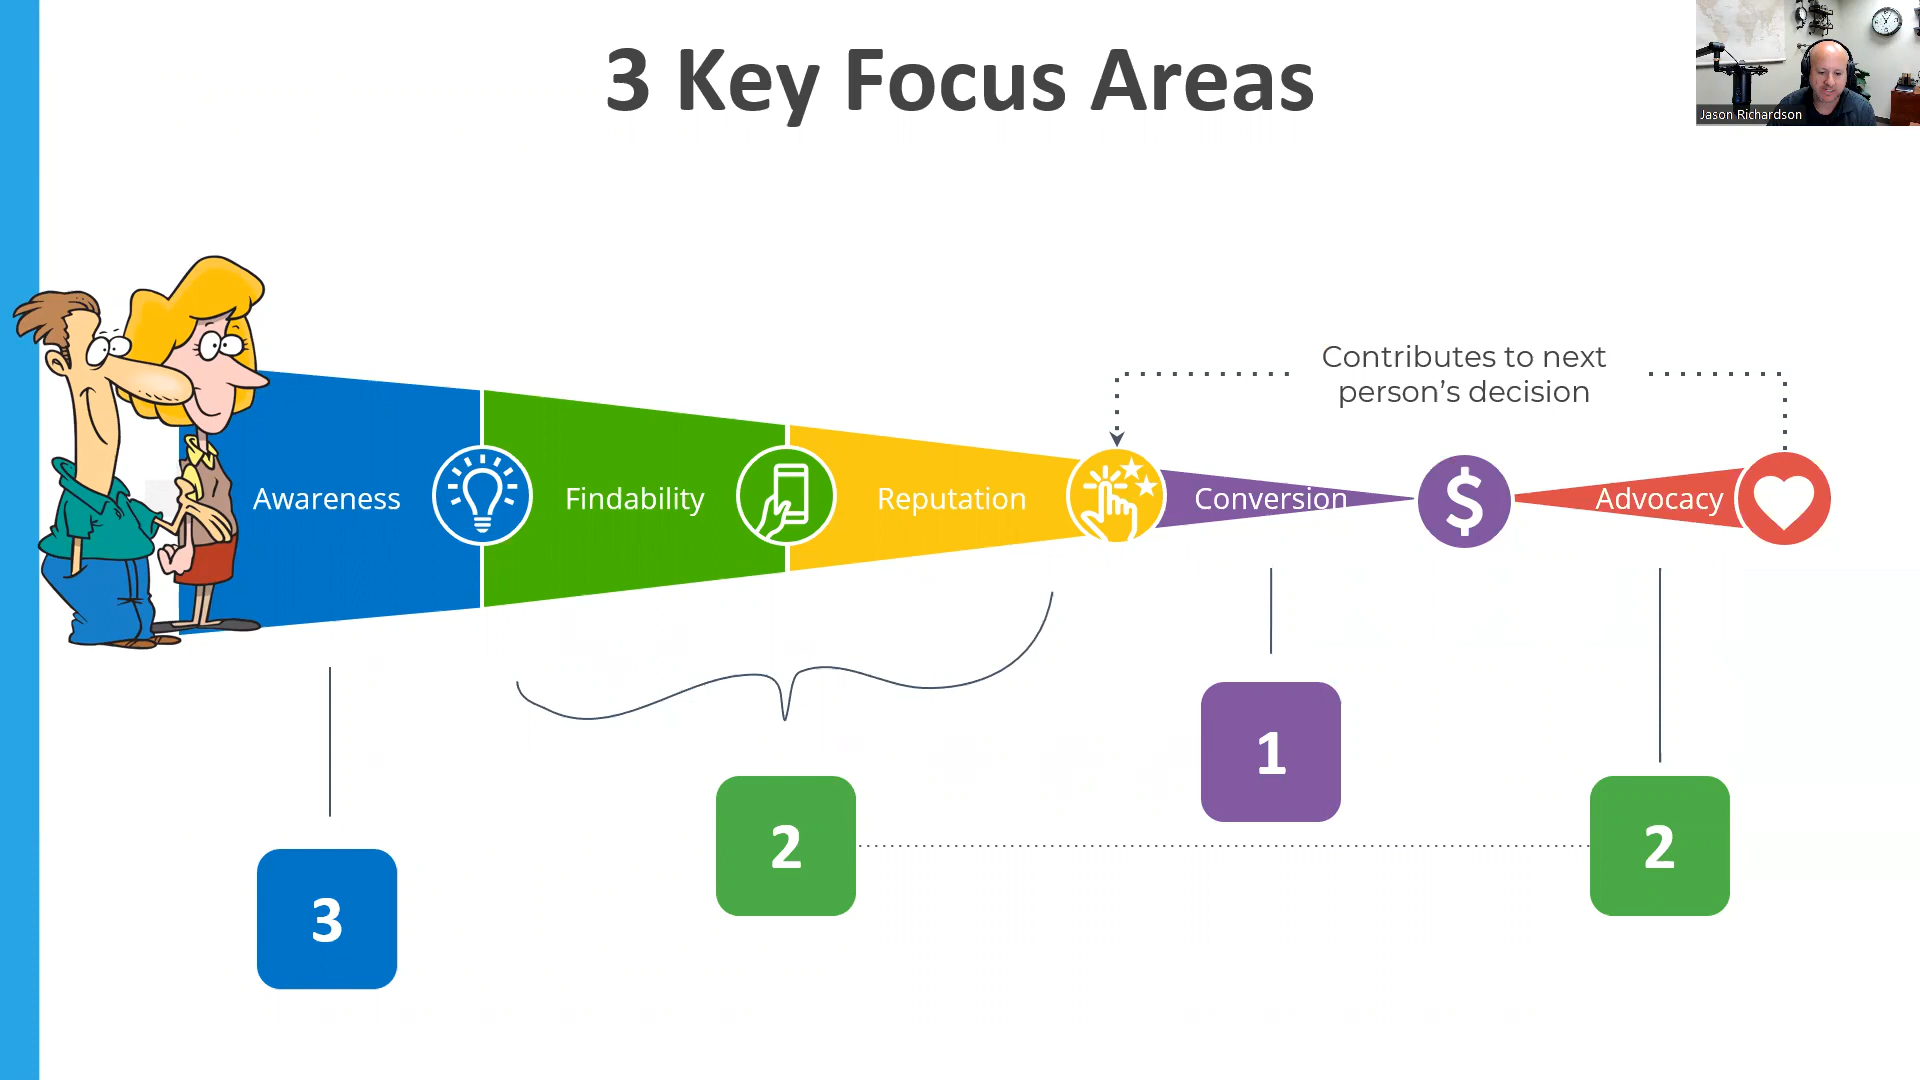 3 Key Focus Areas
Jason Richardson
Contributes to next
person's decision
Awareness
Findability
Reputation
Conversion
$
Advocacy
1
2
2
3